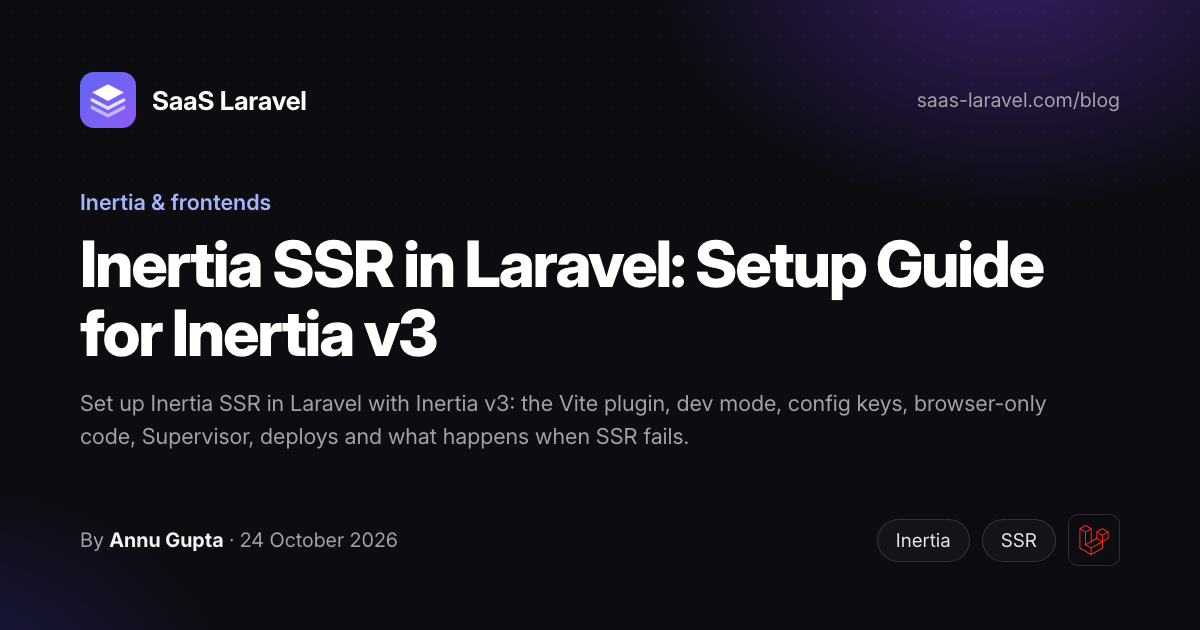 SaaS Laravel
saas-laravel.com/blog
Inertia & frontends
Inertia SSR in Laravel: Setup Guide
for Inertia v3
Set up Inertia SSR in Laravel with Inertia v3: the Vite plugin, dev mode, config keys, browser-only
code, Supervisor, deploys and what happens when SSR fails.
By Annu Gupta · 24 October 2026
Inertia
SSR